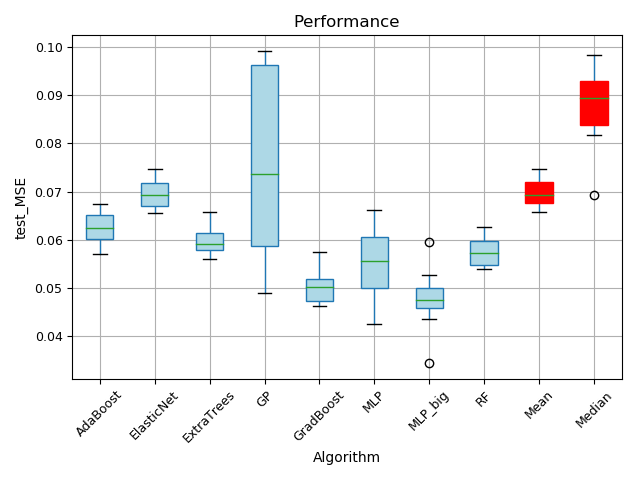 Performance
test_MSE
0.10
0.09
0.08
0.07
0.06
0.05
0.04
AdaBoost
ElasticNet
ExtraTrees
GP
GradBoost
MLP
MLP_big
RF
Mean
Median
Algorithm